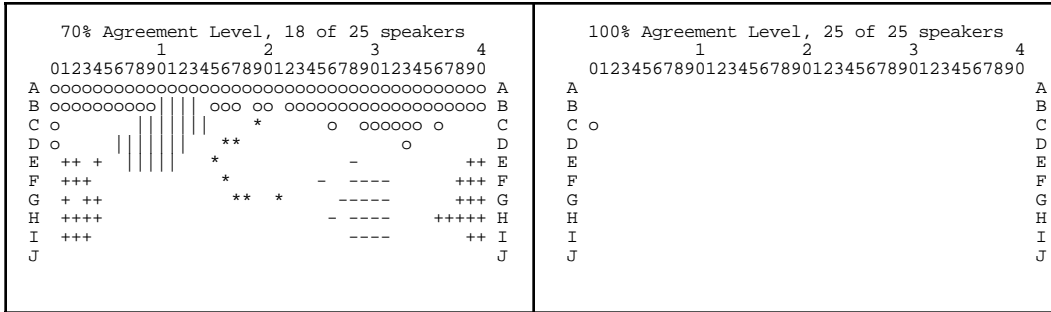 70% Agreement Level, 18 of 25 speakers
1 2 3 4
01234567890123456789012345678901234567890
A ooooooooooooooooooooooooooooooooooooooooo A
B oooooooooo|||| ooo oo ooooooooooooooooooo B
C o       |||||||    *      o  oooooo o     C
D o     |||||||   **               o        D
E  ++ +  |||||   *            -          ++ E
F  +++            *        -  ----      +++ F
G  + ++            **  *     -----      +++ G
H  ++++                     - ----    +++++ H
I  +++                        ----       ++ I
J J
100% Agreement Level, 25 of 25 speakers
1 2 3 4
01234567890123456789012345678901234567890
A A
B B
C o C
D D
E E
F F
G G
H H
I I
J J